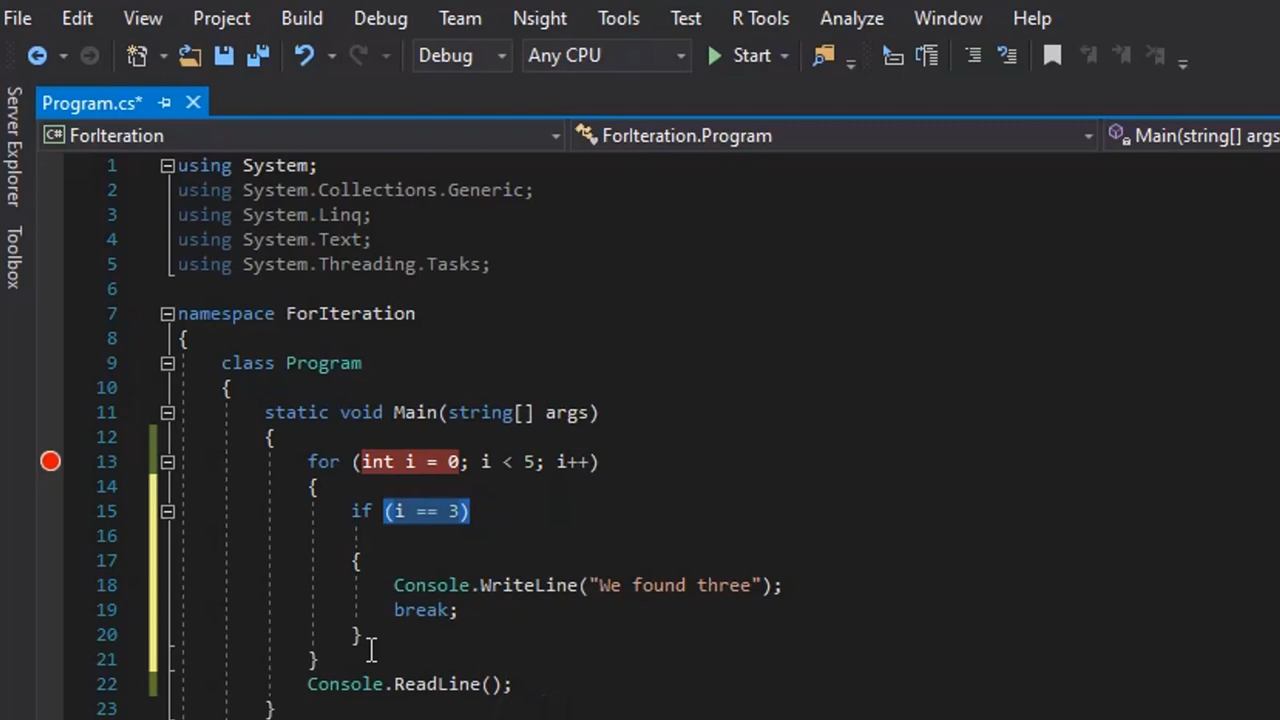 File Edit View Project Build Debug Team Nsight Tools Test R Tools Analyze Window Help
Debug Any CPU Start
Program.cs*
C# ForIteration ForIteration.Program Main(string[] args
Server Explorer
Toolbox
1 using System;
2 using System.Collections.Generic;
3 using System.Linq;
4 using System.Text;
5 using System.Threading.Tasks;
6
7 namespace ForIteration
8 {
9 class Program
10 {
11 static void Main(string[] args)
12 {
13 for (int i = 0; i < 5; i++)
14 {
15 if (i == 3)
16
17 {
18 Console.WriteLine("We found three");
19 break;
20 }
21 }
22 Console.ReadLine();
23 }